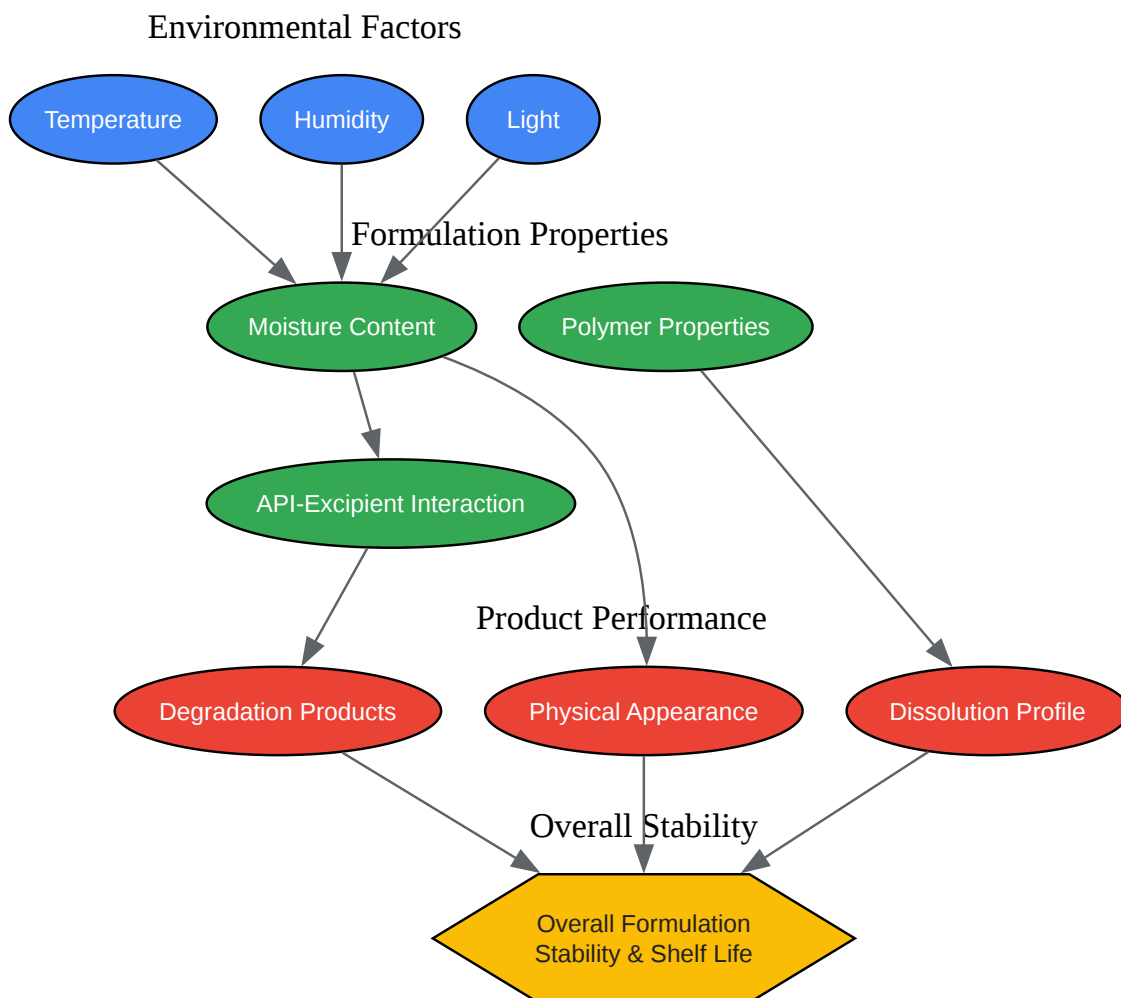 Environmental Factors
Temperature
Humidity
Light
Formulation Properties
Moisture Content
Polymer Properties
API-Excipient Interaction
Product Performance
Degradation Products
Physical Appearance
Dissolution Profile
Overall Stability
Overall Formulation
Stability & Shelf Life